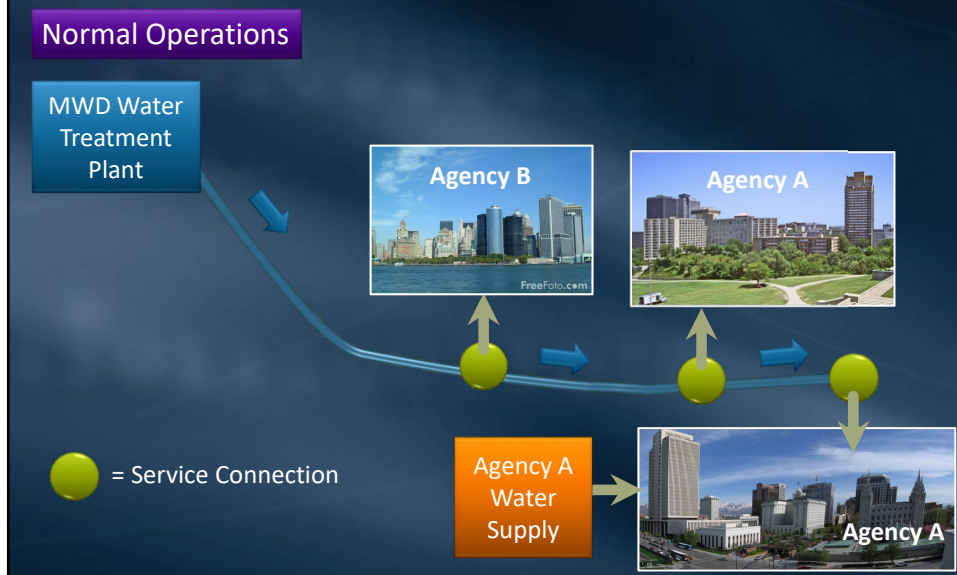 Normal Operations
MWD Water
Treatment
Plant
Agency B
FreeFoto.com
Agency A
= Service Connection
Agency A
Water
Supply
Agency A